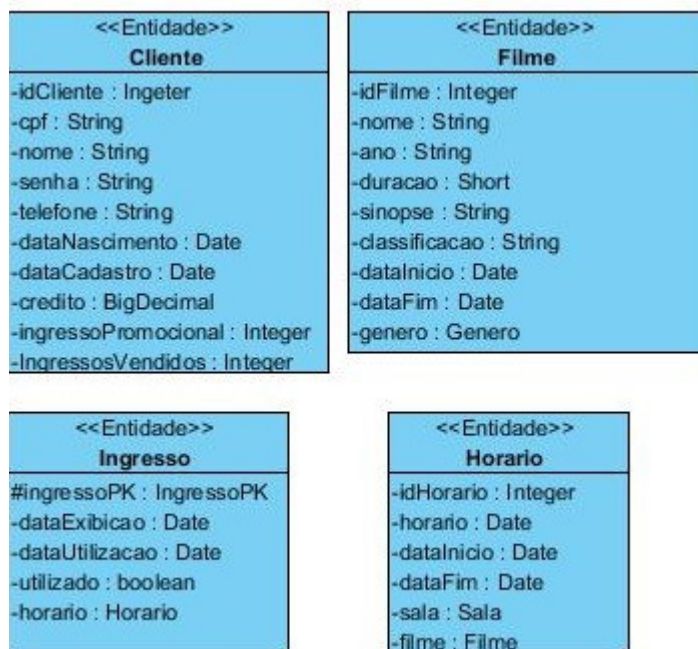 <<Entidade>>
Cliente
-idCliente : Ingeter
-cpf : String
-nome : String
-senha : String
-telefone : String
-dataNascimento : Date
-dataCadastro : Date
-credito : BigDecimal
-ingressoPromocional : Integer
-IngressosVendidos : Integer
<<Entidade>>
Filme
-idFilme : Integer
-nome : String
-ano : String
-duracao : Short
-sinopse : String
-classificacao : String
-dataInicio : Date
-dataFim : Date
-genero : Genero
<<Entidade>>
Ingresso
#ingressoPK : IngressoPK
-dataExibicao : Date
-dataUtilizacao : Date
-utilizado : boolean
-horario : Horario
<<Entidade>>
Horario
-idHorario : Integer
-horario : Date
-dataInicio : Date
-dataFim : Date
-sala : Sala
-filme : Filme